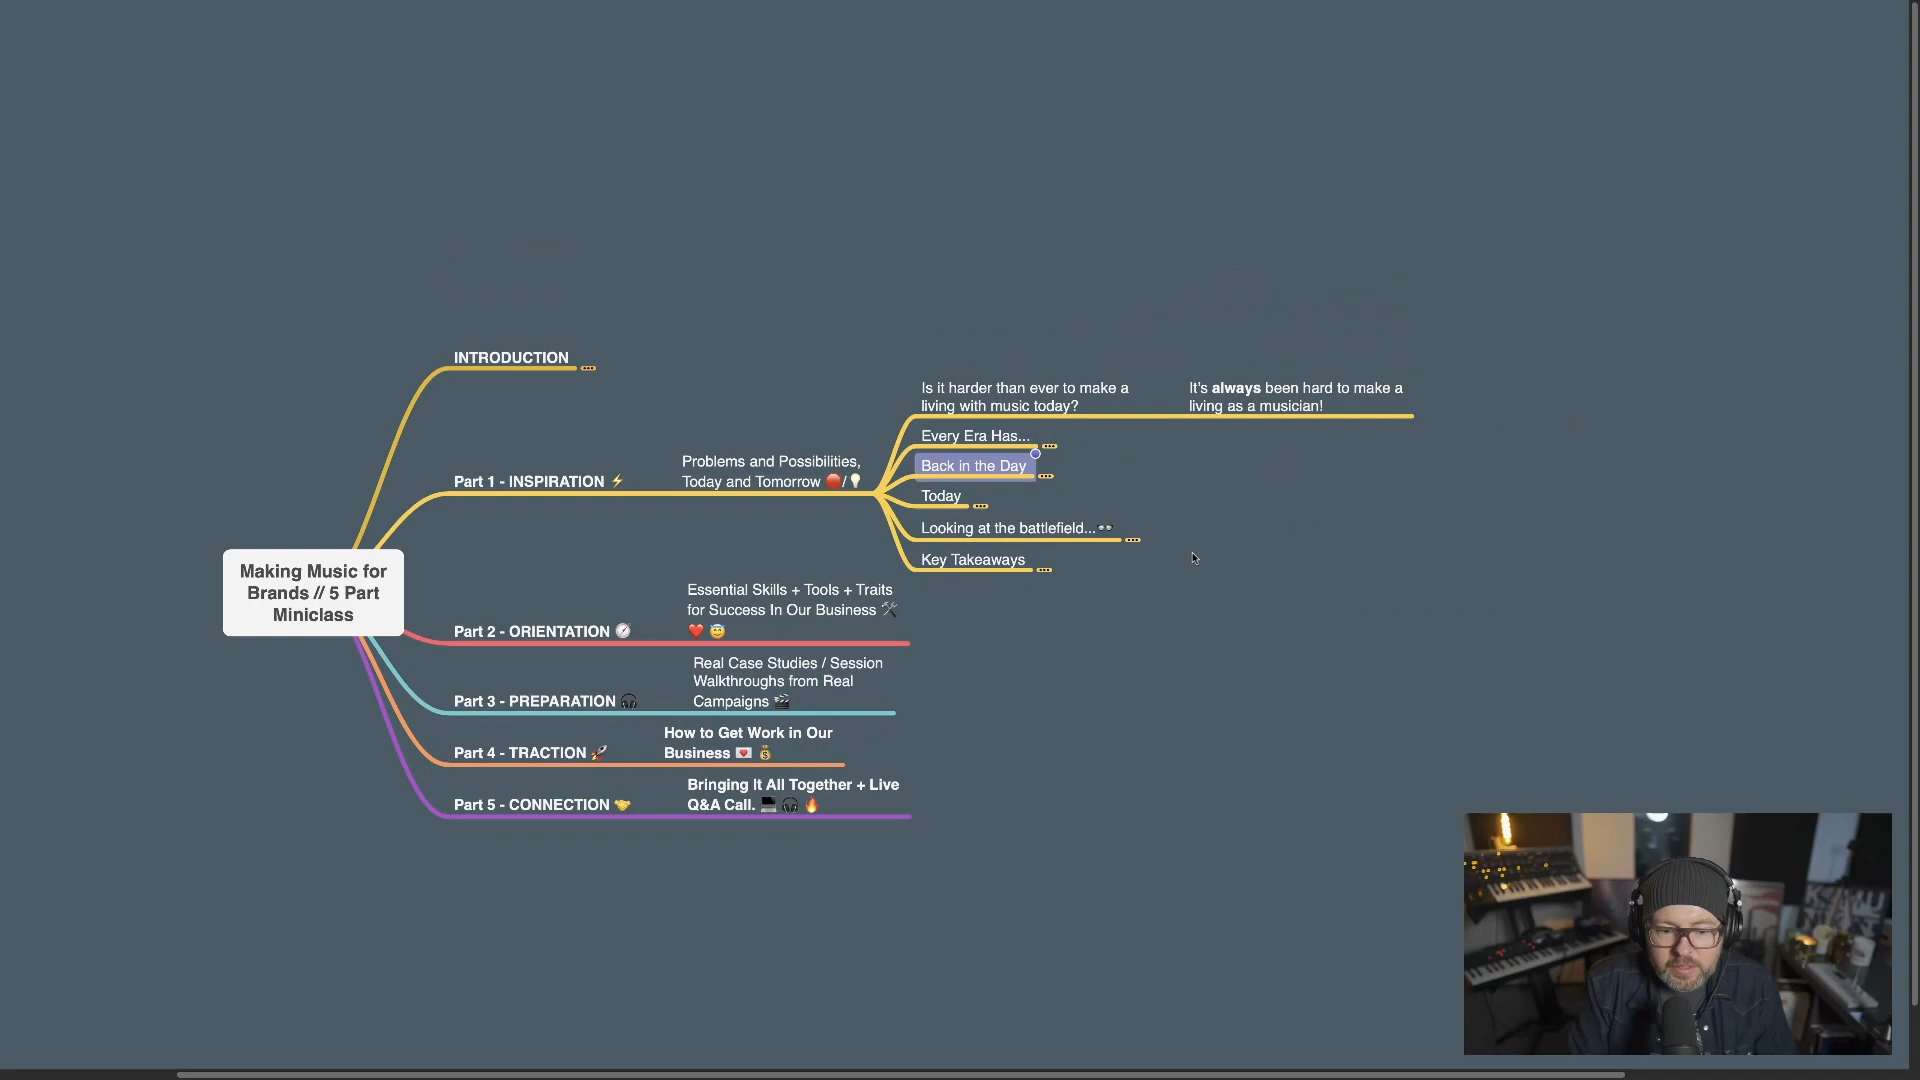 INTRODUCTION
Is it harder than ever to make a
living with music today?
It's always been hard to make a
living as a musician!
Every Era Has...
Back in the Day
Today
Looking at the battlefield...
Key Takeaways
Problems and Possibilities,
Today and Tomorrow 🛑/💡
Part 1 - INSPIRATION ⚡
Making Music for
Brands // 5 Part
Miniclass
Essential Skills + Tools + Traits
for Success In Our Business 🛠
❤️ 😇
Part 2 - ORIENTATION 🧭
Real Case Studies / Session
Walkthroughs from Real
Campaigns 🎬
Part 3 - PREPARATION 🎧
How to Get Work in Our
Business 💌 💰
Part 4 - TRACTION 🚀
Bringing It All Together + Live
Q&A Call. 💻 🎧 🔥
Part 5 - CONNECTION 🤝